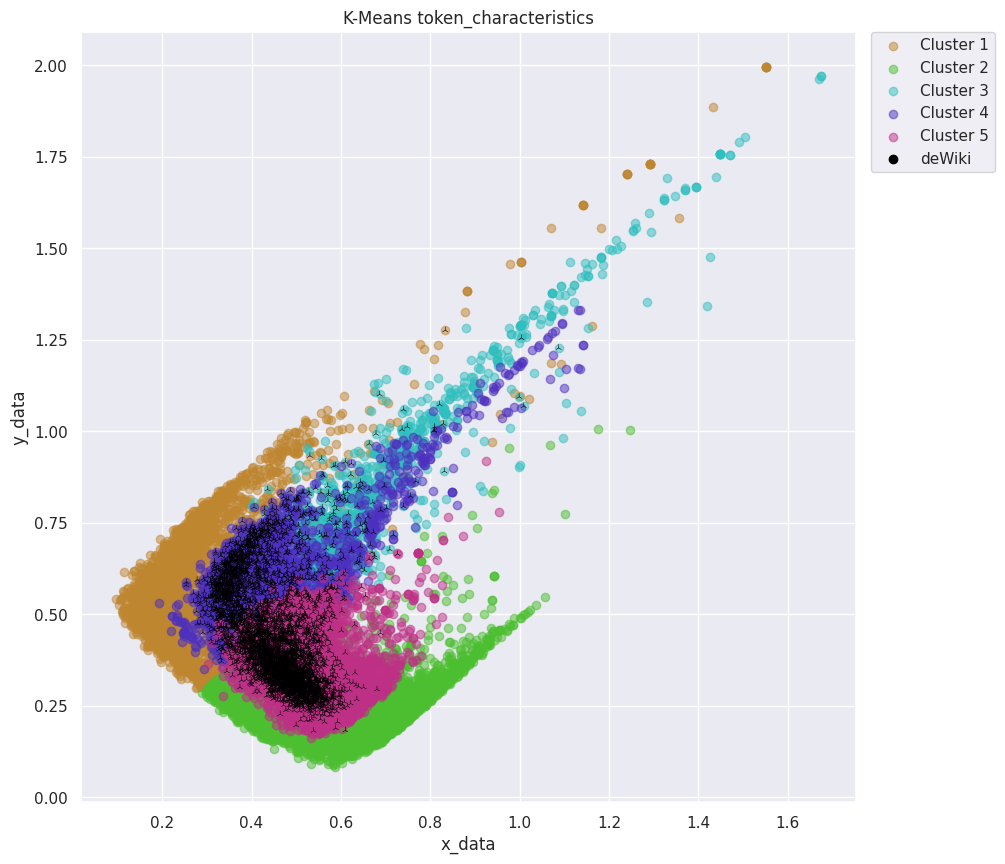 K-Means token_characteristics
Cluster 1
Cluster 2
Cluster 3
Cluster 4
Cluster 5
deWiki
y_data
2.00
1.75
1.50
1.25
1.00
0.75
0.50
0.25
0.00
0.2 0.4 0.6 0.8 1.0 1.2 1.4 1.6
x_data